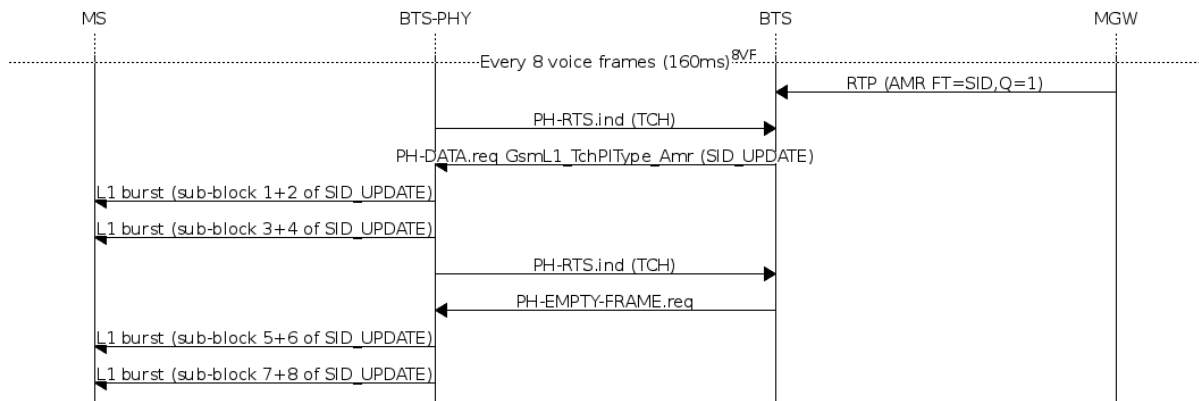 MS BTS-PHY BTS MGW
Every 8 voice frames (160ms) 8VF
RTP (AMR FT=SID,Q=1)
PH-RTS.ind (TCH)
PH-DATA.req GsmL1_TchPlType_Amr (SID_UPDATE)
L1 burst (sub-block 1+2 of SID_UPDATE)
L1 burst (sub-block 3+4 of SID_UPDATE)
PH-RTS.ind (TCH)
PH-EMPTY-FRAME.req
L1 burst (sub-block 5+6 of SID_UPDATE)
L1 burst (sub-block 7+8 of SID_UPDATE)